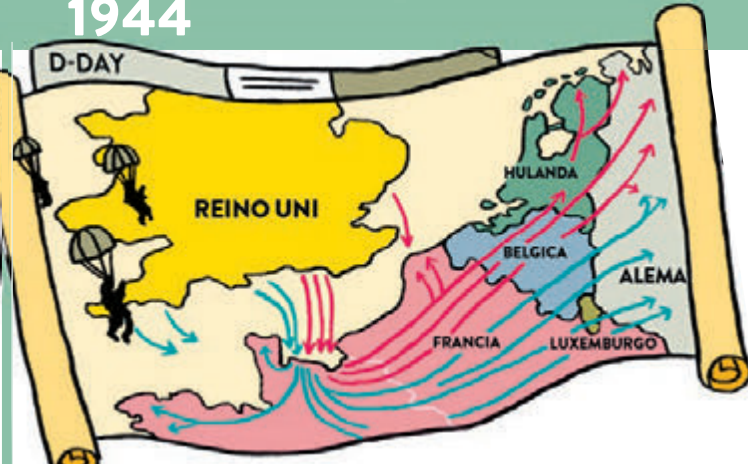 1944
D-DAY
REINO UNI
HULANDA
BELGICA
ALEMA
FRANCIA
LUXEMBURGO